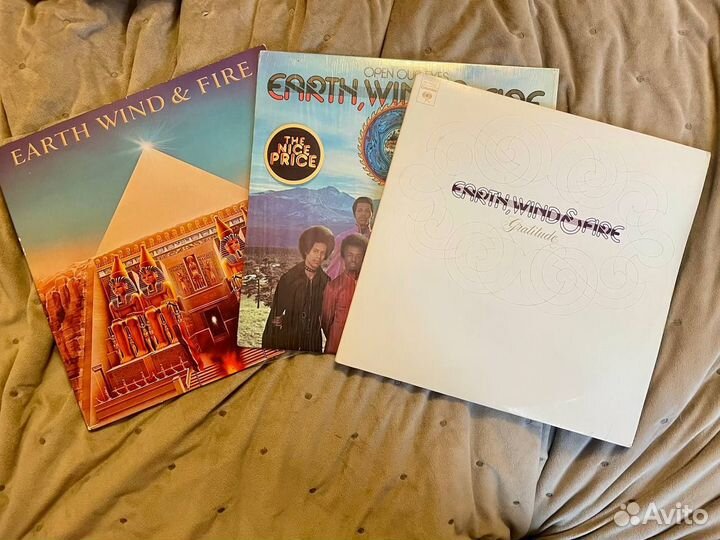 EARTH WIND & FIRE
OPEN OUR EYES
EARTH, WIND & FIRE
THE
NICE
PRICE
EARTH, WIND & FIRE
Gratitude
Avito